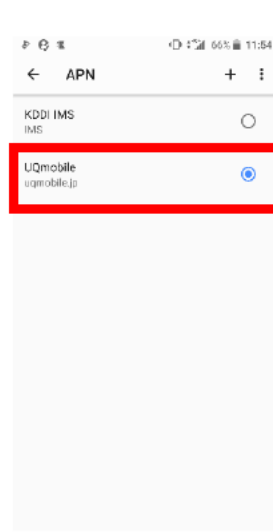 66% 11:54
APN
KDDI IMS
IMS
UQmobile
uqmobile.jp